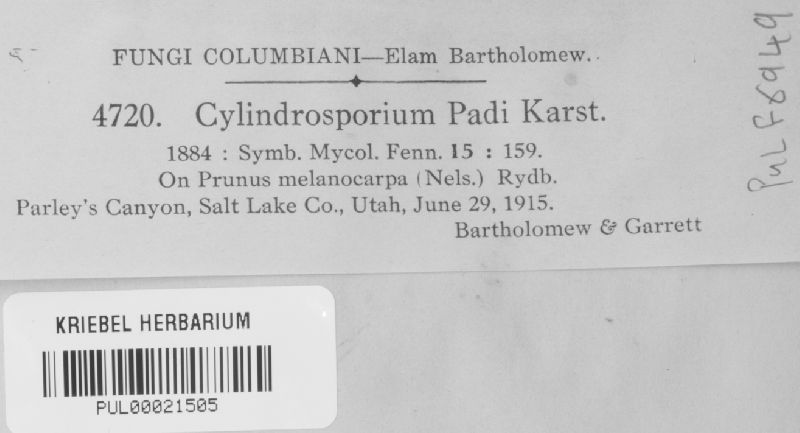 FUNGI COLUMBIANI—Elam Bartholomew.
4720. Cylindrosporium Padi Karst.
1884 : Symb. Mycol. Fenn. 15 : 159.
On Prunus melanocarpa (Nels.) Rydb.
Parley's Canyon, Salt Lake Co., Utah, June 29, 1915.
Bartholomew & Garrett
PUL F8949
KRIEBEL HERBARIUM
PUL00021505